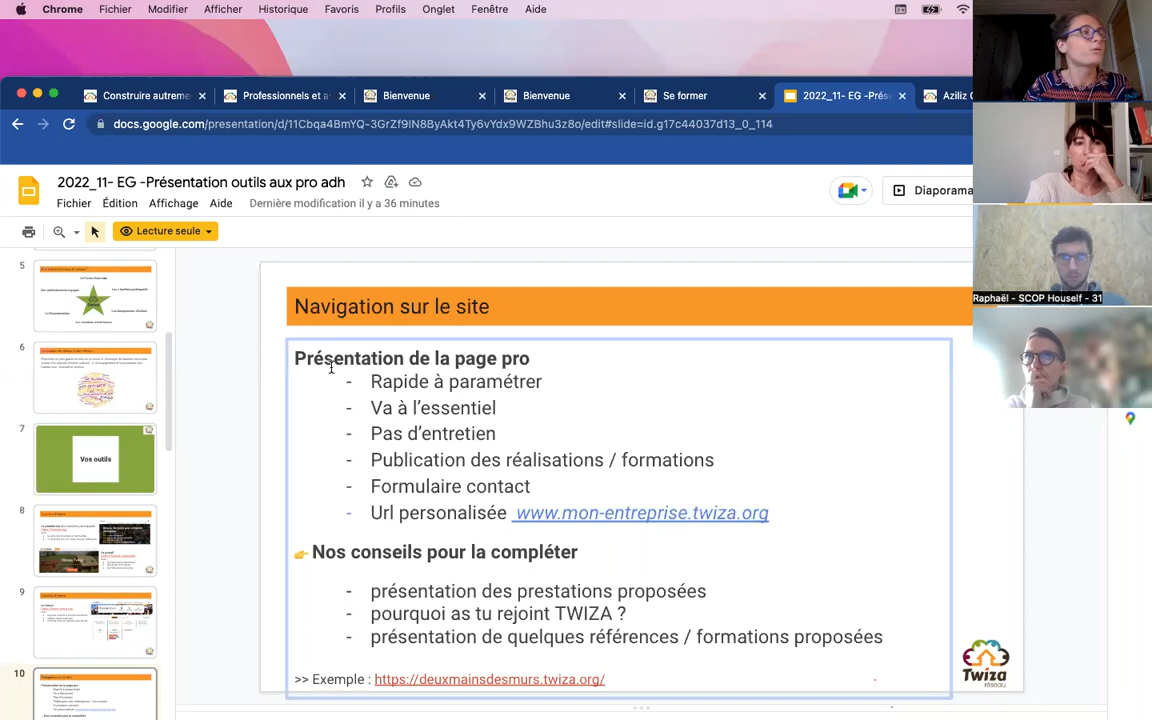 Chrome Fichier Modifier Afficher Historique Favoris Profils Onglet Fenêtre Aide
Construire autreme Professionnels et a Bienvenue Bienvenue Se former 2022_11- EG -Prése Aziliz C
docs.google.com/presentation/d/11Cbqa4BmYQ-3GrZf9IN8ByAkt4Ty6vYdx9WZBhu3z8o/edit#slide=id.g17c44037d13_0_114
2022_11- EG -Présentation outils aux pro adh
Diaporama
Fichier Édition Affichage Aide Dernière modification il y a 36 minutes
Lecture seule
5
6
7
Vos outils
8
9
10
Navigation sur le site
Présentation de la page pro
- Rapide à paramétrer
- Va à l'essentiel
- Pas d'entretien
- Publication des réalisations / formations
- Formulaire contact
- Url personalisée www.mon-entreprise.twiza.org
Nos conseils pour la compléter
- présentation des prestations proposées
- pourquoi as tu rejoint TWIZA ?
- présentation de quelques références / formations proposées
>> Exemple : https://deuxmainsdesmurs.twiza.org/
Twiza
réseau
Raphaël - SCOP Houself - 31